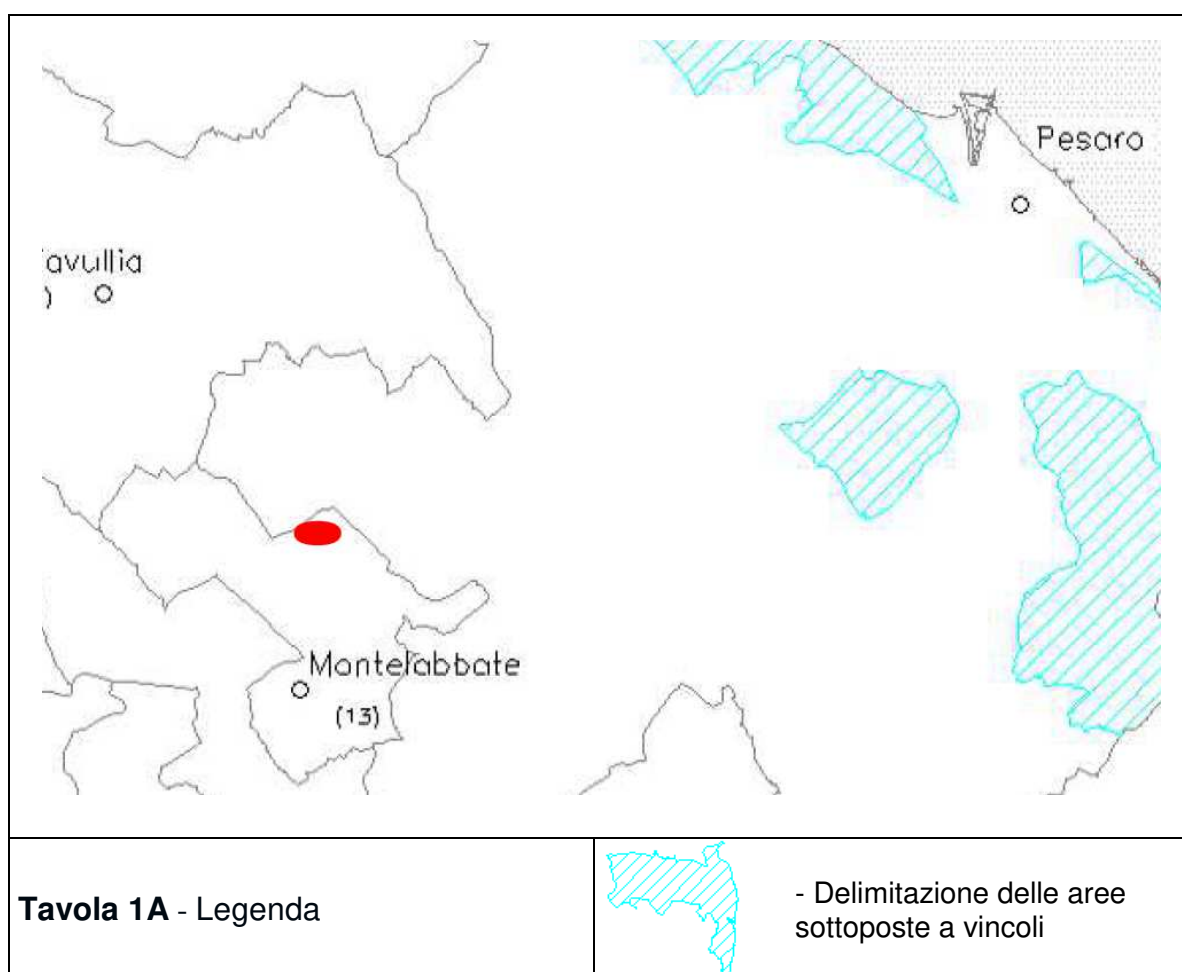 Pesaro
avullia
)
Montelabbate
(13)
Tavola 1A - Legenda
- Delimitazione delle aree
sottoposte a vincoli